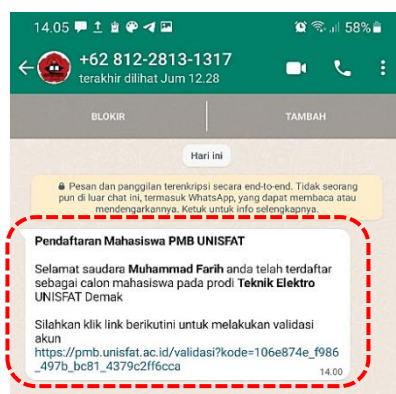 14.05
58%
+62 812-2813-1317
terakhir dilihat Jum 12.28
BLOKIR
TAMBAH
Hari ini
Pesan dan panggilan terenkripsi secara end-to-end. Tidak seorang
pun di luar chat ini, termasuk WhatsApp, yang dapat membaca atau
mendengarkannya. Ketuk untuk info selengkapnya.
Pendaftaran Mahasiswa PMB UNISFAT
Selamat saudara Muhammad Farih anda telah terdaftar
sebagai calon mahasiswa pada prodi Teknik Elektro
UNISFAT Demak
Silahkan klik link berikutini untuk melakukan validasi
akun
https://pmb.unisfat.ac.id/validasi?kode=106e874e_f986
_497b_bc81_4379c2ff6cca
14.00